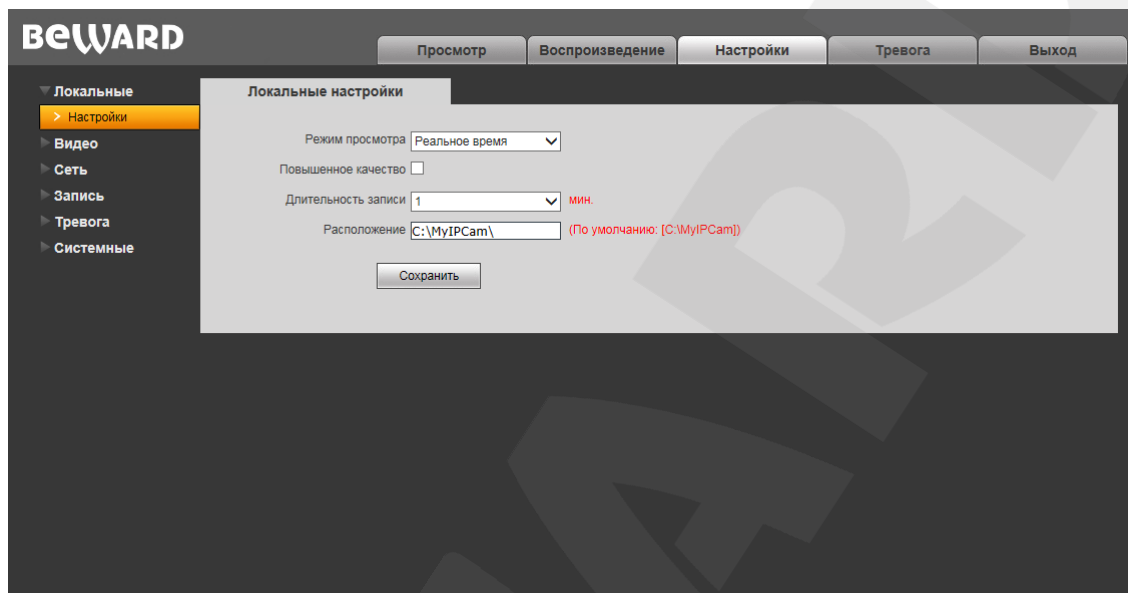 BEWARD
Просмотр Воспроизведение Настройки Тревога Выход
Локальные
> Настройки
Видео
Сеть
Запись
Тревога
Системные
Локальные настройки
Режим просмотра Реальное время
Повышенное качество
Длительность записи 1 мин.
Расположение C:\MyIPCam\ (По умолчанию: [C:\MyIPCam])
Сохранить